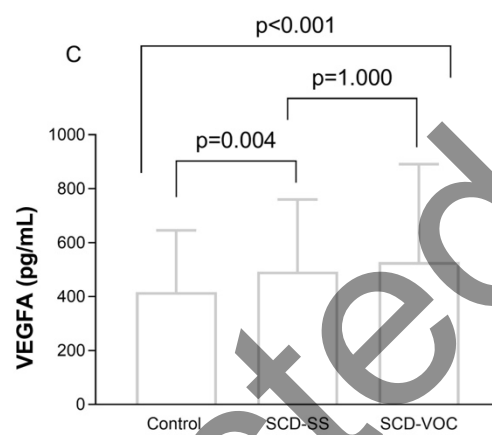 p<0.001
C
p=1.000
p=0.004
1000
800
600
400
200
0
VEGFA (pg/mL)
Control SCD-SS SCD-VOC